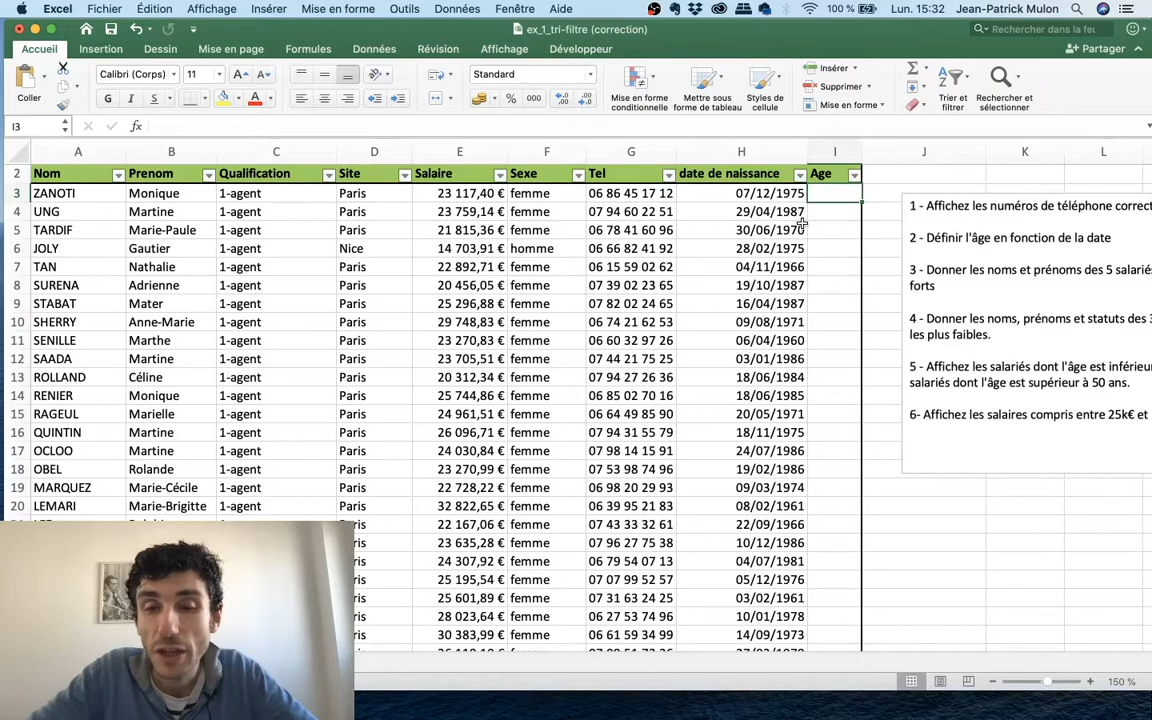 Excel Fichier Édition Affichage Insérer Mise en forme Outils Données Fenêtre Aide 100 % Lun. 15:32 Jean-Patrick Mulon
ex_1_tri-filtre (correction) Rechercher dans la feuille
Accueil Insertion Dessin Mise en page Formules Données Révision Affichage Développeur Partager
Coller Calibri (Corps) 11 A A Standard Insérer Supprimer Mise en forme
G I S A % 000
Mise en forme conditionnelle Mettre sous forme de tableau Styles de cellule Trier et filtrer Rechercher et sélectionner
I3 fx
A B C D E F G H I J K L
2 Nom Prenom Qualification Site Salaire Sexe Tel date de naissance Age
3 ZANOTI Monique 1-agent Paris 23 117,40 € femme 06 86 45 17 12 07/12/1975
4 UNG Martine 1-agent Paris 23 759,14 € femme 07 94 60 22 51 29/04/1987
5 TARDIF Marie-Paule 1-agent Paris 21 815,36 € femme 06 78 41 60 96 30/06/1970
6 JOLY Gautier 1-agent Nice 14 703,91 € homme 06 66 82 41 92 28/02/1975
7 TAN Nathalie 1-agent Paris 22 892,71 € femme 06 15 59 02 62 04/11/1966
8 SURENA Adrienne 1-agent Paris 20 456,05 € femme 07 39 02 23 65 19/10/1987
9 STABAT Mater 1-agent Paris 25 296,88 € femme 07 82 02 24 65 16/04/1987
10 SHERRY Anne-Marie 1-agent Paris 29 748,83 € femme 06 74 21 62 53 09/08/1971
11 SENILLE Marthe 1-agent Paris 23 270,83 € femme 06 60 32 97 26 06/04/1960
12 SAADA Martine 1-agent Paris 23 705,51 € femme 07 44 21 75 25 03/01/1986
13 ROLLAND Céline 1-agent Paris 20 312,34 € femme 07 94 27 26 36 18/06/1984
14 RENIER Monique 1-agent Paris 25 744,86 € femme 06 85 02 70 16 18/06/1985
15 RAGEUL Marielle 1-agent Paris 24 961,51 € femme 06 64 49 85 90 20/05/1971
16 QUINTIN Martine 1-agent Paris 26 096,71 € femme 07 94 31 55 79 18/11/1975
17 OCLOO Martine 1-agent Paris 24 030,84 € femme 07 98 14 15 91 24/07/1986
18 OBEL Rolande 1-agent Paris 23 270,99 € femme 07 53 98 74 96 19/02/1986
19 MARQUEZ Marie-Cécile 1-agent Paris 22 728,22 € femme 06 98 20 29 93 09/03/1974
20 LEMARI Marie-Brigitte 1-agent Paris 32 822,65 € femme 06 39 95 21 83 08/02/1961
aris 22 167,06 € femme 07 43 33 32 61 22/09/1966
aris 23 635,28 € femme 07 96 27 75 38 10/12/1986
aris 24 307,92 € femme 06 79 54 07 13 04/07/1981
aris 25 195,54 € femme 07 07 99 52 57 05/12/1976
aris 25 601,89 € femme 07 31 63 24 25 03/02/1961
aris 28 023,64 € femme 06 27 53 74 96 10/01/1978
aris 30 383,99 € femme 06 61 59 34 99 14/09/1973
1 - Affichez les numéros de téléphone correct
2 - Définir l'âge en fonction de la date
3 - Donner les noms et prénoms des 5 salariés
forts
4 - Donner les noms, prénoms et statuts des 3
les plus faibles.
5 - Affichez les salariés dont l'âge est inférieur
salariés dont l'âge est supérieur à 50 ans.
6- Affichez les salaires compris entre 25k€ et
150 %